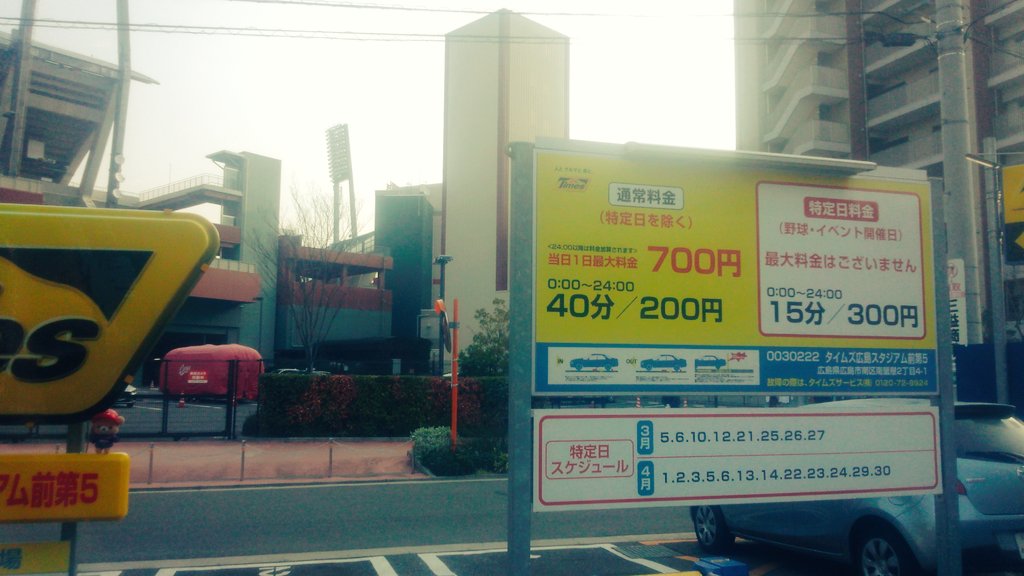 Times
通常料金
(特定日を除く)
<24:00以降は料金加算されます>
当日1日最大料金 700円
0:00〜24:00
40分/200円
特定日料金
(野球・イベント開催日)
最大料金はございません
0:00〜24:00
15分/300円
IN
OUT
0030222 タイムズ広島スタジアム前第5
広島県広島市南区南蟹屋2丁目4-1
故障の際は、タイムズサービス(株) 0120-72-8924
特定日
スケジュール
3月 5.6.10.12.21.25.26.27
4月 1.2.3.5.6.13.14.22.23.24.29.30
es
アム前第5
場